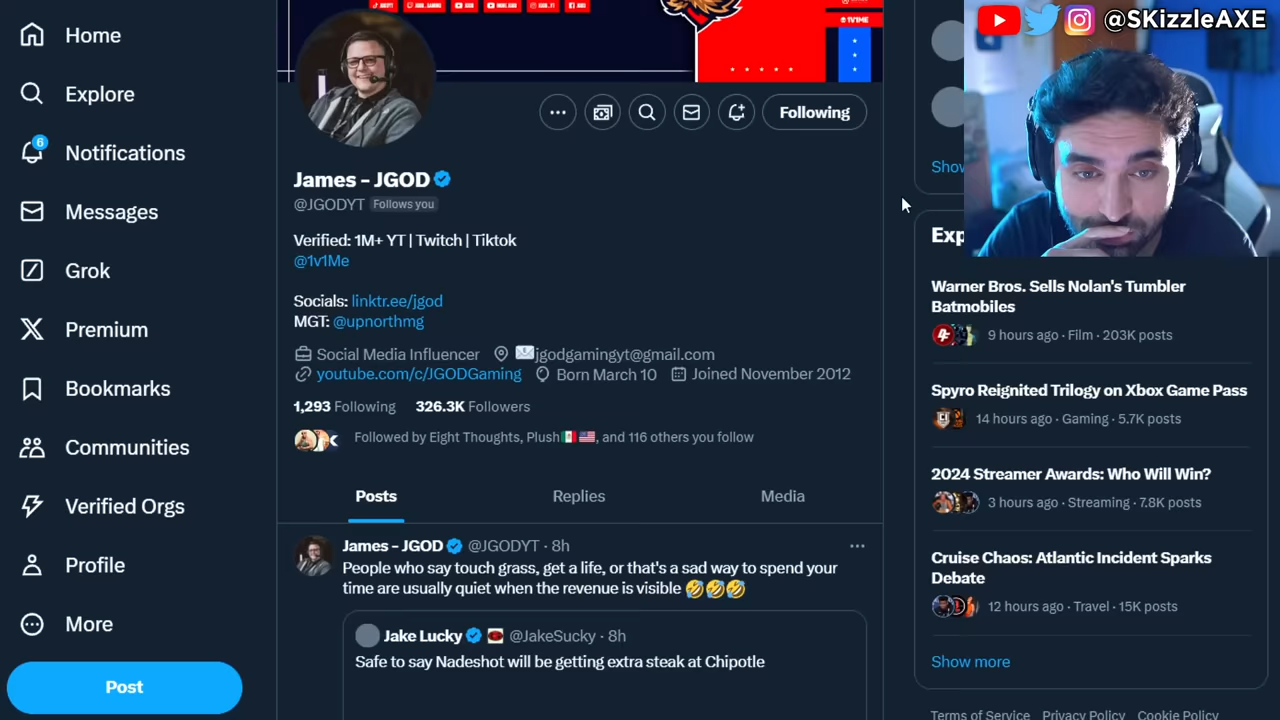 Home
Explore
6
Notifications
Messages
Grok
Premium
Bookmarks
Communities
Verified Orgs
Profile
More
Post
Following
James - JGOD
@JGODYT Follows you
Verified: 1M+ YT | Twitch | Tiktok
@1v1Me
Socials: linktr.ee/jgod
MGT: @upnorthmg
Social Media Influencer jgodgamingyt@gmail.com
youtube.com/c/JGODGaming Born March 10 Joined November 2012
1,293 Following 326.3K Followers
Followed by Eight Thoughts, Plush🇲🇽🇺🇸, and 116 others you follow
Posts Replies Media
James - JGOD @JGODYT · 8h
People who say touch grass, get a life, or that's a sad way to spend your
time are usually quiet when the revenue is visible 🤣🤣🤣
Jake Lucky @JakeSucky · 8h
Safe to say Nadeshot will be getting extra steak at Chipotle
@SKizzleAXE
Show
Exp
Warner Bros. Sells Nolan's Tumbler
Batmobiles
9 hours ago · Film · 203K posts
Spyro Reignited Trilogy on Xbox Game Pass
14 hours ago · Gaming · 5.7K posts
2024 Streamer Awards: Who Will Win?
3 hours ago · Streaming · 7.8K posts
Cruise Chaos: Atlantic Incident Sparks
Debate
12 hours ago · Travel · 15K posts
Show more
Terms of Service Privacy Policy Cookie Policy